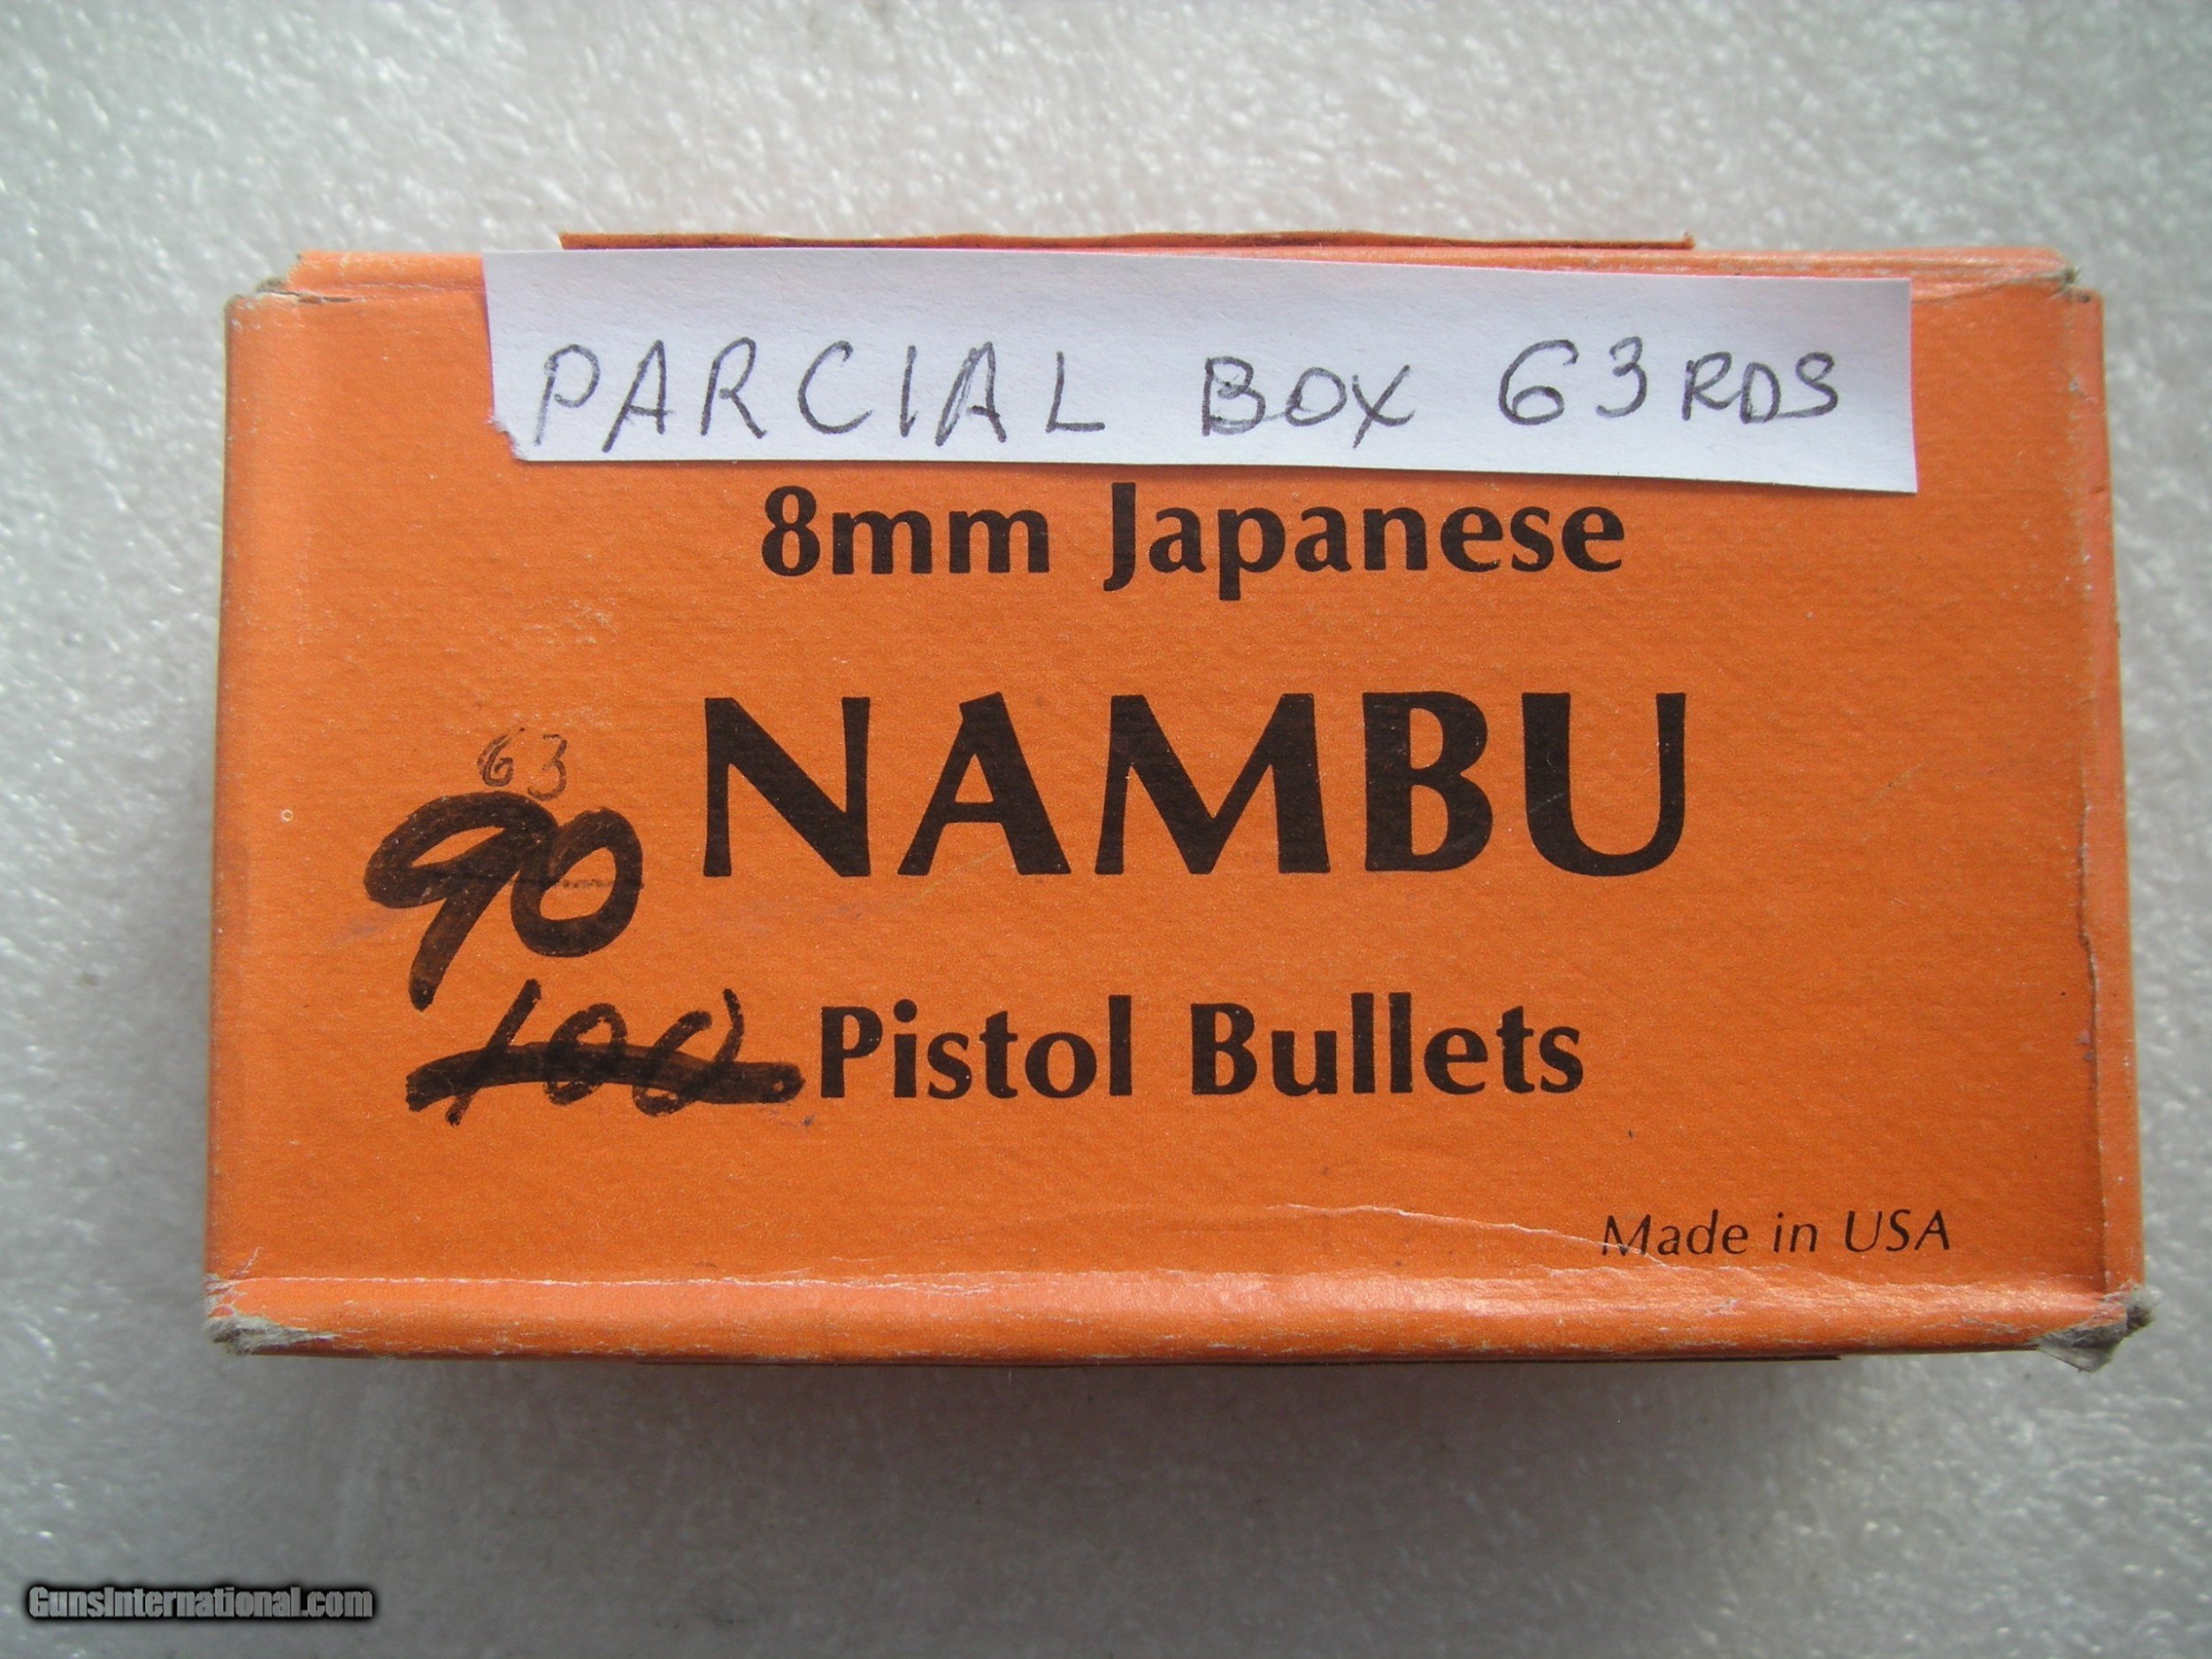 PARCIAL BOX 63RDS
8mm Japanese
NAMBU
63
90
100 Pistol Bullets
Made in USA
GunsInternational.com